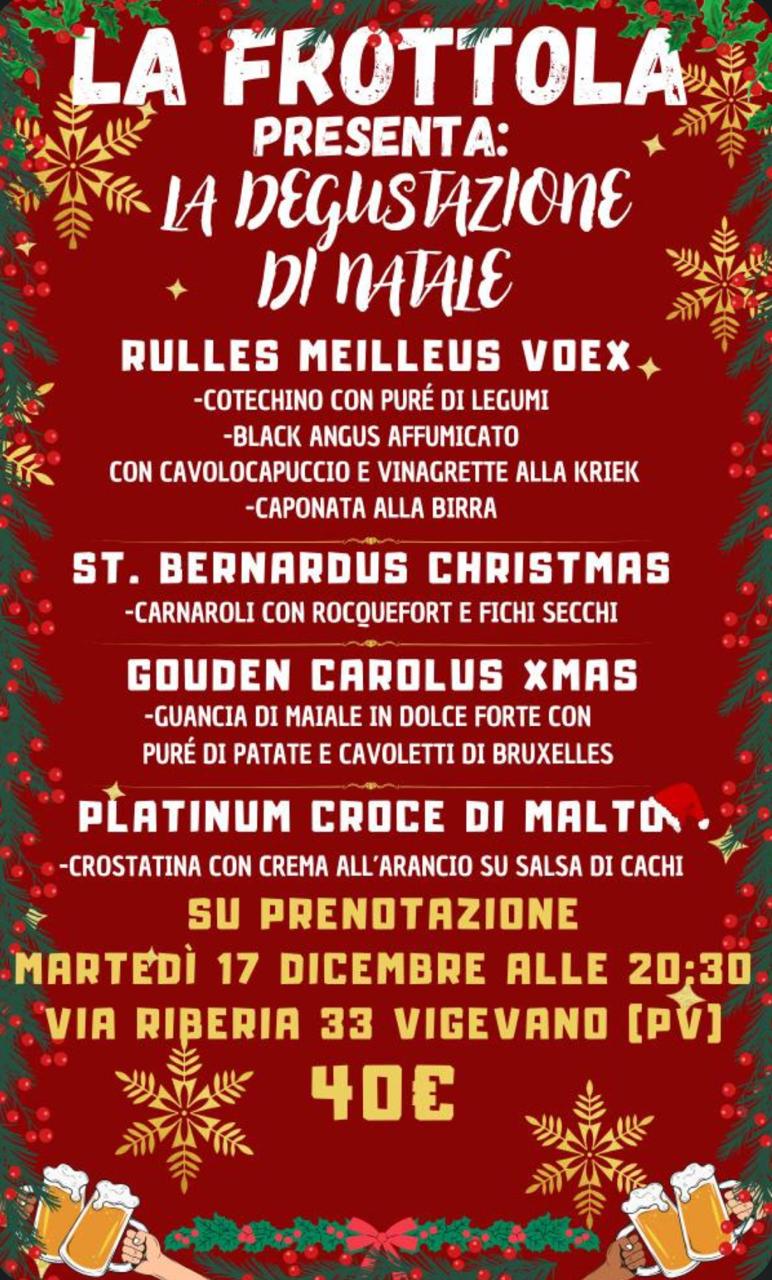 LA FROTTOLA
PRESENTA:
LA DEGUSTAZIONE
DI NATALE
RULLES MEILLEUS VOEX
-COTECHINO CON PURÉ DI LEGUMI
-BLACK ANGUS AFFUMICATO
CON CAVOLOCAPUCCIO E VINAGRETTE ALLA KRIEK
-CAPONATA ALLA BIRRA
ST. BERNARDUS CHRISTMAS
-CARNAROLI CON ROCQUEFORT E FICHI SECCHI
GOUDEN CAROLUS XMAS
-GUANCIA DI MAIALE IN DOLCE FORTE CON
PURÉ DI PATATE E CAVOLETTI DI BRUXELLES
PLATINUM CROCE DI MALTO
-CROSTATINA CON CREMA ALL'ARANCIO SU SALSA DI CACHI
SU PRENOTAZIONE
MARTEDÌ 17 DICEMBRE ALLE 20:30
VIA RIBERIA 33 VIGEVANO (PV)
40€